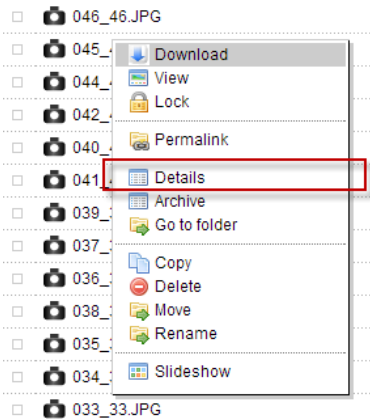 046_46.JPG
045_
Download
View
044_
Lock
042_
Permalink
040_
Details
041_
Archive
039_
Go to folder
037_
Copy
036_
Delete
038_
Move
Rename
035_
034_
Slideshow
033_33.JPG